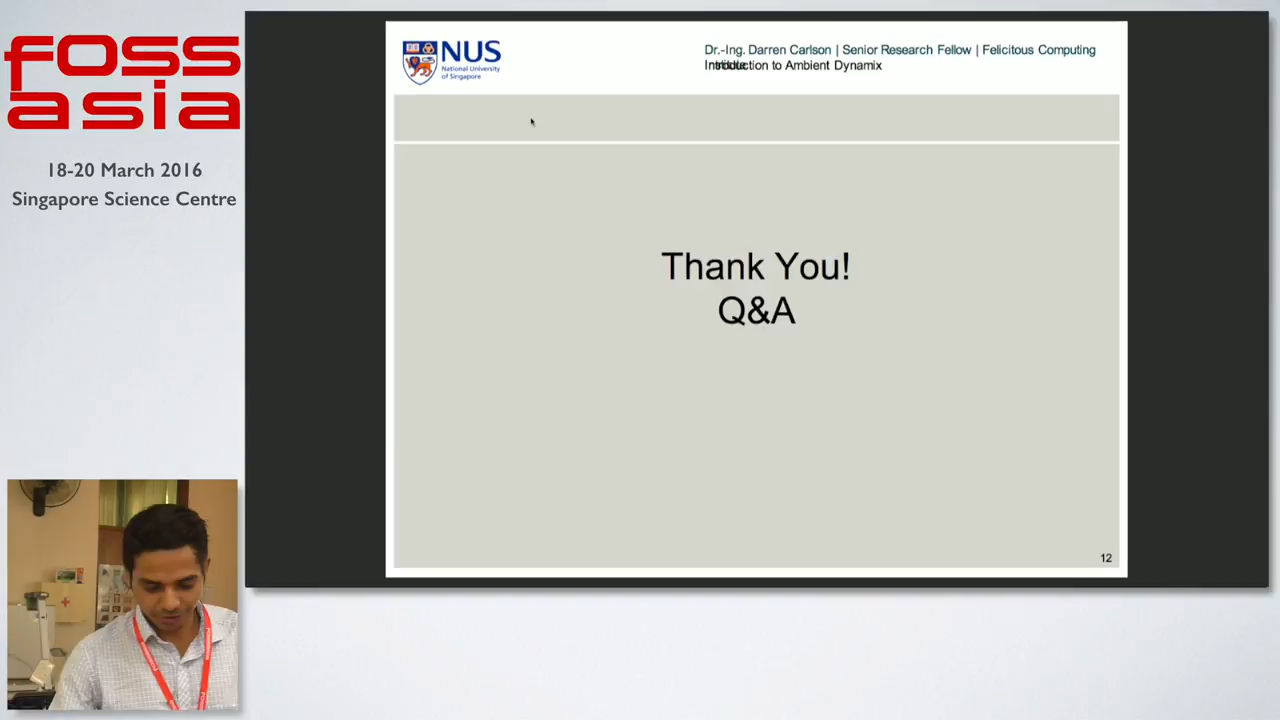 foss
asia
18-20 March 2016
Singapore Science Centre
NUS
National University
of Singapore
Dr.-Ing. Darren Carlson | Senior Research Fellow | Felicitous Computing
Introduction to Ambient Dynamix
Thank You!
Q&A
12